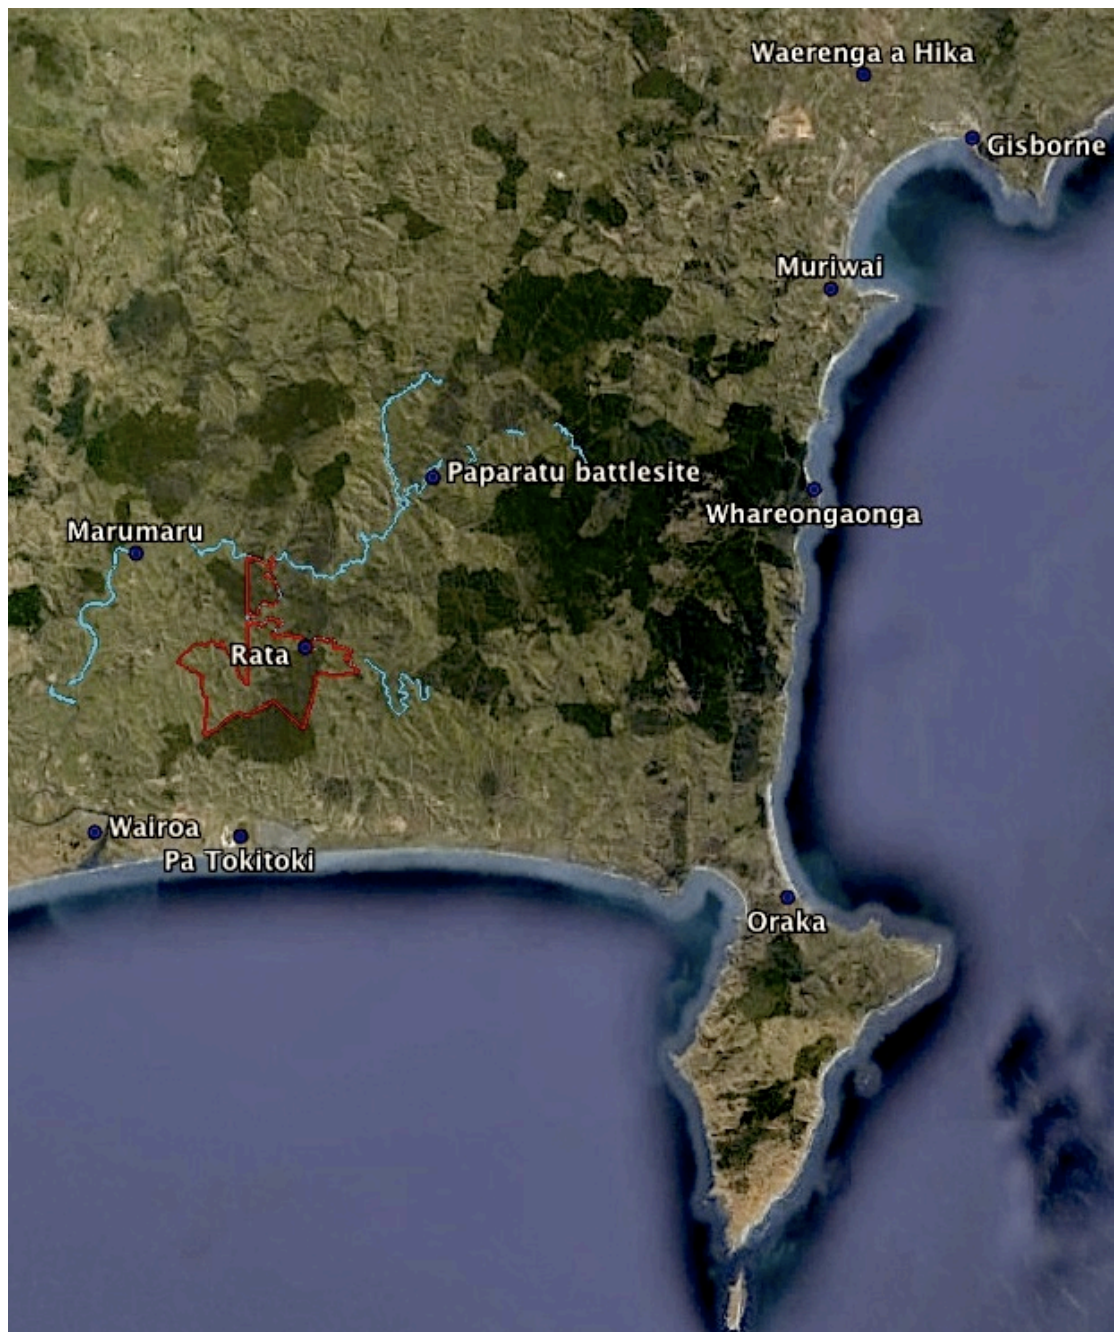 Waerenga a Hika
Gisborne
Muriwai
Paparatu battlesite
Whareongaonga
Marumaru
Rata
Wairoa
Pa Tokitoki
Oraka